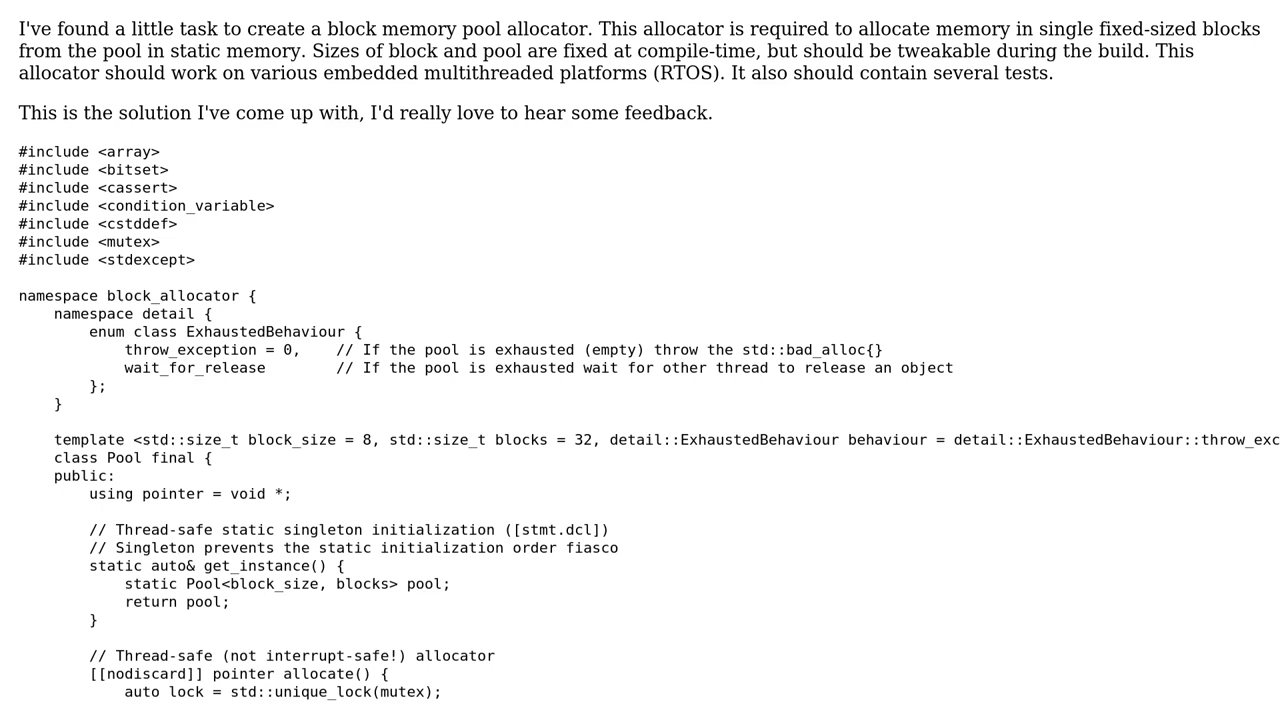 I've found a little task to create a block memory pool allocator. This allocator is required to allocate memory in single fixed-sized blocks
from the pool in static memory. Sizes of block and pool are fixed at compile-time, but should be tweakable during the build. This
allocator should work on various embedded multithreaded platforms (RTOS). It also should contain several tests.
This is the solution I've come up with, I'd really love to hear some feedback.
#include <array>
#include <bitset>
#include <cassert>
#include <condition_variable>
#include <cstddef>
#include <mutex>
#include <stdexcept>
namespace block_allocator {
    namespace detail {
        enum class ExhaustedBehaviour {
            throw_exception = 0,    // If the pool is exhausted (empty) throw the std::bad_alloc{}
            wait_for_release        // If the pool is exhausted wait for other thread to release an object
        };
    }
    template <std::size_t block_size = 8, std::size_t blocks = 32, detail::ExhaustedBehaviour behaviour = detail::ExhaustedBehaviour::throw_exc
    class Pool final {
    public:
        using pointer = void *;
        // Thread-safe static singleton initialization ([stmt.dcl])
        // Singleton prevents the static initialization order fiasco
        static auto& get_instance() {
            static Pool<block_size, blocks> pool;
            return pool;
        }
        // Thread-safe (not interrupt-safe!) allocator
        [[nodiscard]] pointer allocate() {
            auto lock = std::unique_lock(mutex);